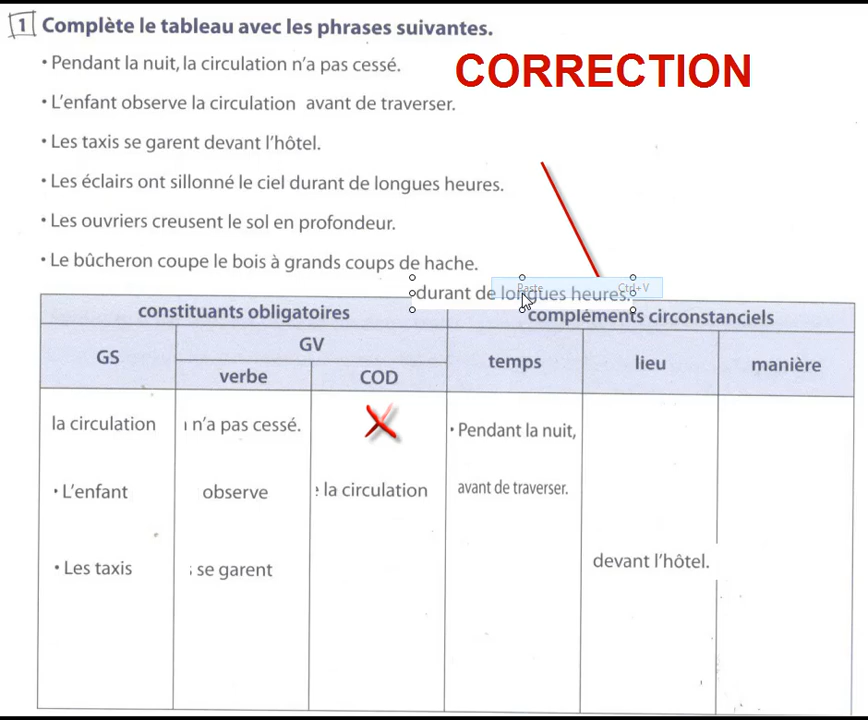 1 Complète le tableau avec les phrases suivantes.
• Pendant la nuit, la circulation n'a pas cessé.
CORRECTION
• L'enfant observe la circulation avant de traverser.
• Les taxis se garent devant l'hôtel.
• Les éclairs ont sillonné le ciel durant de longues heures.
• Les ouvriers creusent le sol en profondeur.
• Le bûcheron coupe le bois à grands coups de hache.
durant de longues heures.
Paste Ctrl+V
constituants obligatoires compléments circonstanciels
GS GV temps lieu manière
verbe COD
la circulation n'a pas cessé. • Pendant la nuit,
• L'enfant observe la circulation avant de traverser.
• Les taxis se garent devant l'hôtel.